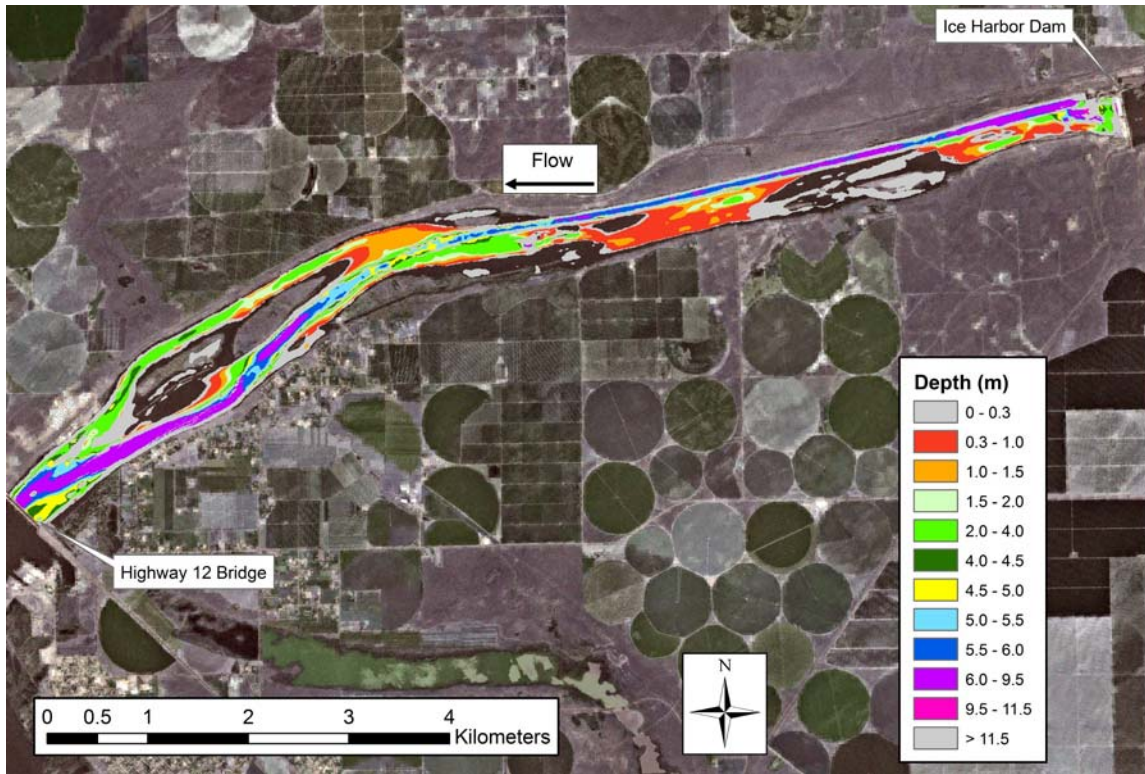 Ice Harbor Dam
Flow
Highway 12 Bridge
Depth (m)
0 - 0.3
0.3 - 1.0
1.0 - 1.5
1.5 - 2.0
2.0 - 4.0
4.0 - 4.5
4.5 - 5.0
5.0 - 5.5
5.5 - 6.0
6.0 - 9.5
9.5 - 11.5
> 11.5
N
0 0.5 1 2 3 4
Kilometers